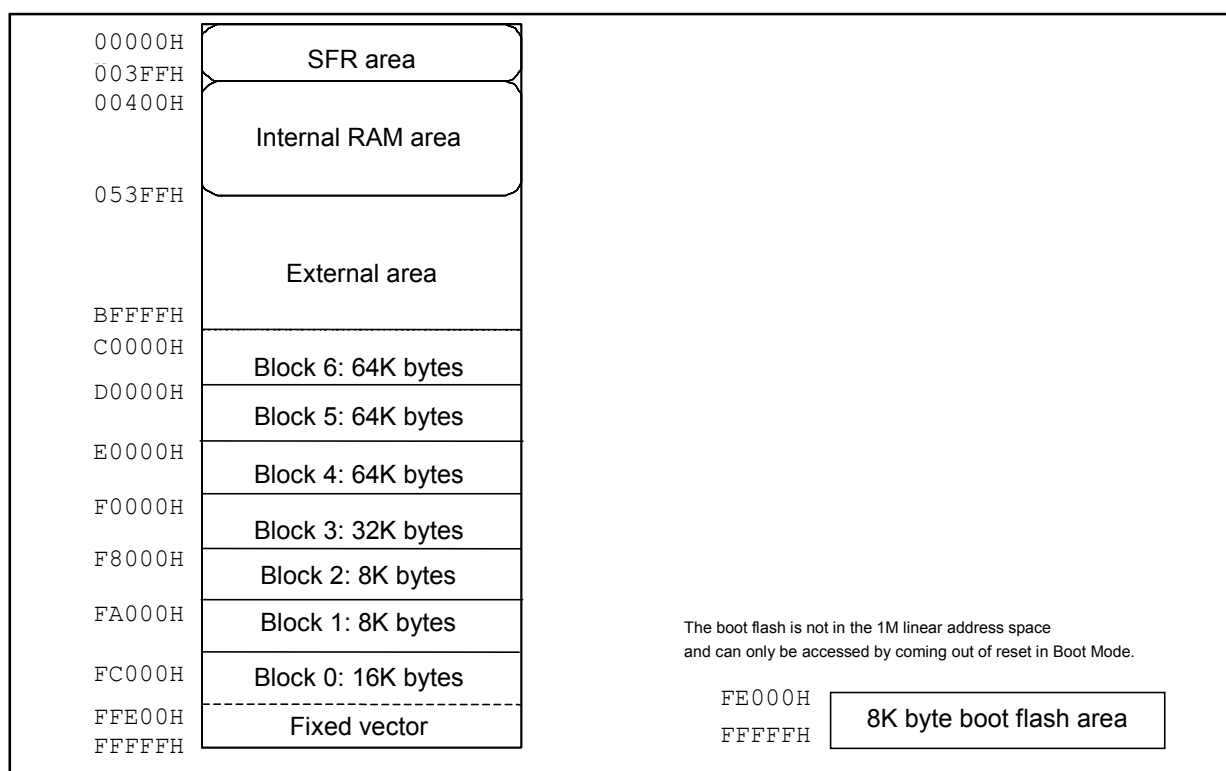 00000H
SFR area
003FFH
00400H
Internal RAM area
053FFH
External area
BFFFFH
C0000H
Block 6: 64K bytes
D0000H
Block 5: 64K bytes
E0000H
Block 4: 64K bytes
F0000H
Block 3: 32K bytes
F8000H
Block 2: 8K bytes
FA000H
Block 1: 8K bytes
FC000H
Block 0: 16K bytes
FFE00H
Fixed vector
FFFFFH
The boot flash is not in the 1M linear address space
and can only be accessed by coming out of reset in Boot Mode.
FE000H
8K byte boot flash area
FFFFFH